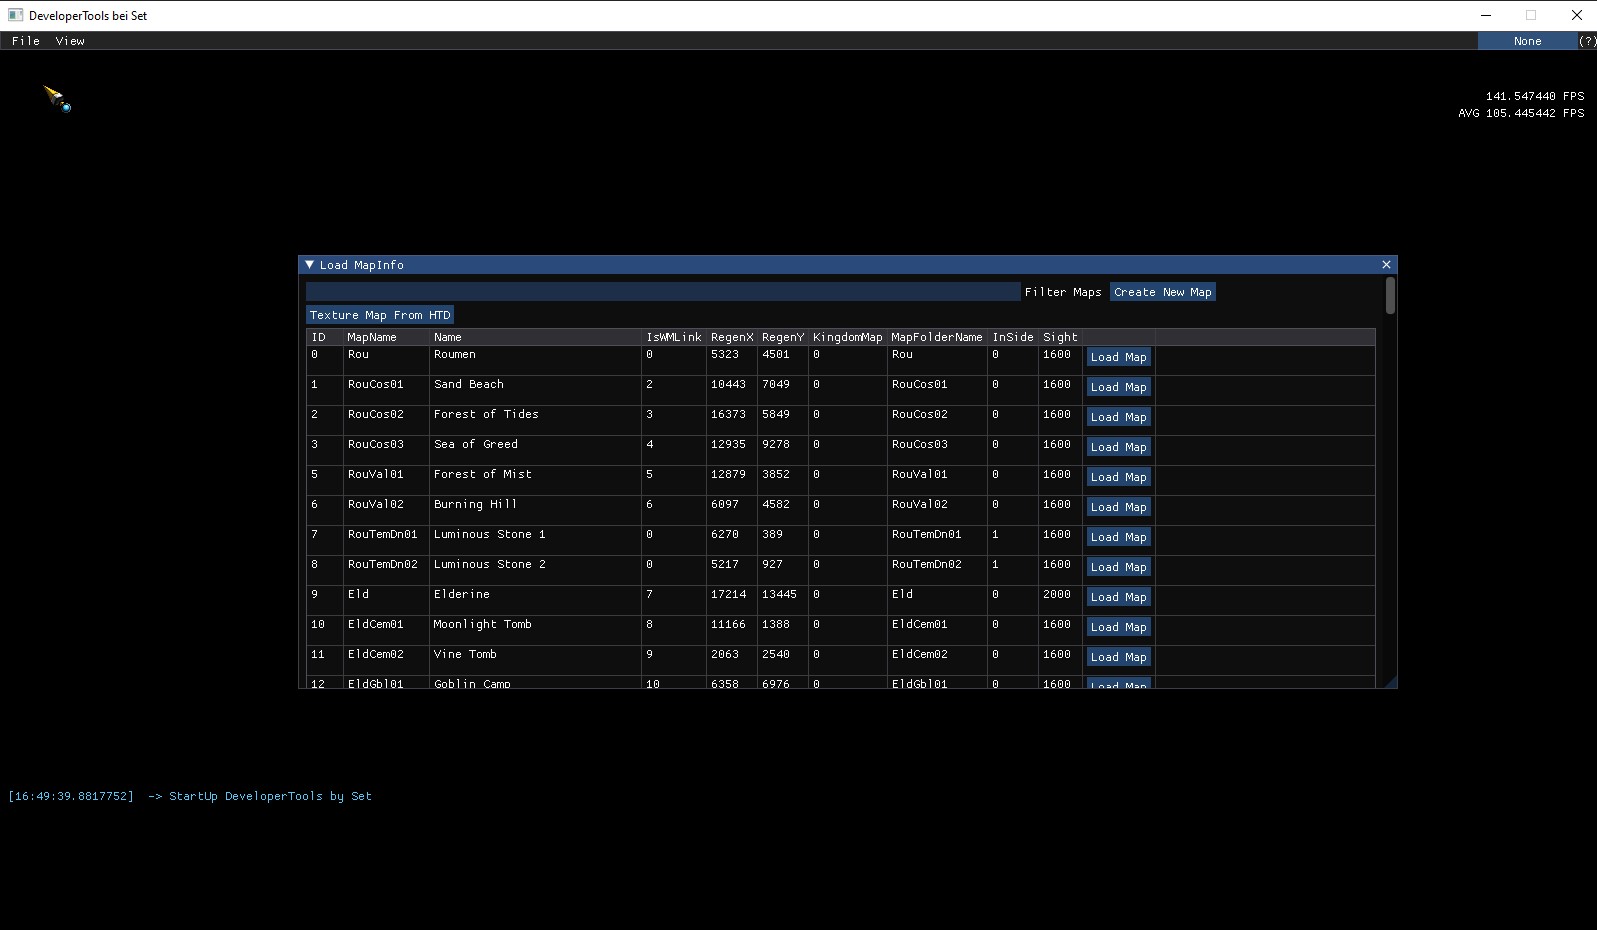 DeveloperTools bei Set
File View None (?)
141.547440 FPS
AVG 105.445442 FPS
Load MapInfo
Filter Maps Create New Map
Texture Map From HTD
ID MapName Name IsWMLink RegenX RegenY KingdomMap MapFolderName InSide Sight
0 Rou Roumen 0 5323 4501 0 Rou 0 1600 Load Map
1 RouCos01 Sand Beach 2 10443 7049 0 RouCos01 0 1600 Load Map
2 RouCos02 Forest of Tides 3 16373 5849 0 RouCos02 0 1600 Load Map
3 RouCos03 Sea of Greed 4 12935 9278 0 RouCos03 0 1600 Load Map
5 RouVal01 Forest of Mist 5 12879 3852 0 RouVal01 0 1600 Load Map
6 RouVal02 Burning Hill 6 6097 4582 0 RouVal02 0 1600 Load Map
7 RouTemDn01 Luminous Stone 1 0 6270 389 0 RouTemDn01 1 1600 Load Map
8 RouTemDn02 Luminous Stone 2 0 5217 927 0 RouTemDn02 1 1600 Load Map
9 Eld Elderine 7 17214 13445 0 Eld 0 2000 Load Map
10 EldCem01 Moonlight Tomb 8 11166 1388 0 EldCem01 0 1600 Load Map
11 EldCem02 Vine Tomb 9 2063 2540 0 EldCem02 0 1600 Load Map
12 EldGbl01 Goblin Camp 10 6358 6976 0 EldGbl01 0 1600 Load Map
[16:49:39.8817752] -> StartUp DeveloperTools by Set